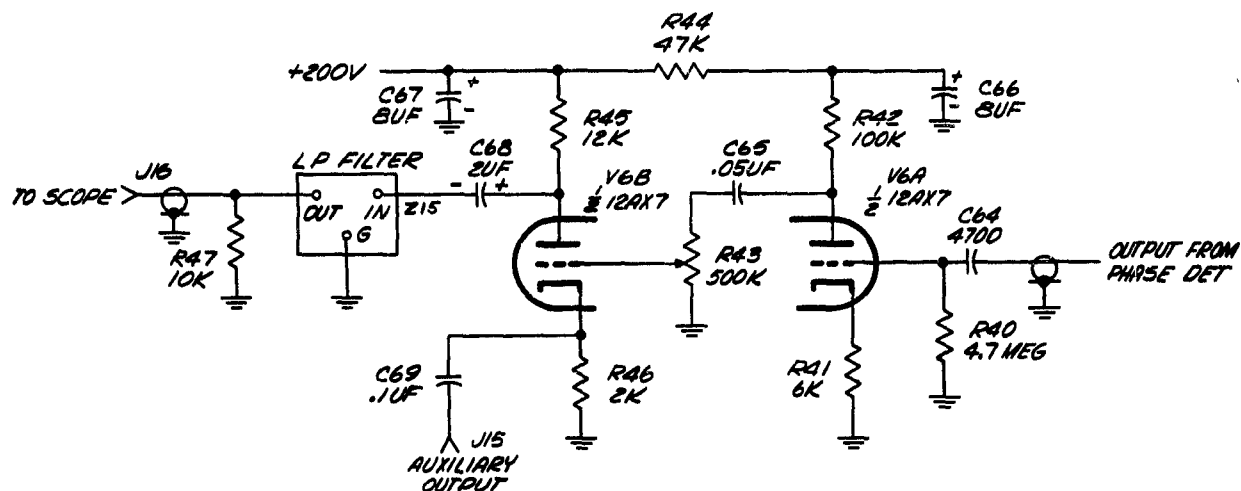 R44
47K
+200V
C67
8UF
+
-
R45
12K
R42
100K
+
-
C66
8UF
J16
LP FILTER
C68
2UF
C65
.05UF
V6B
½ 12AX7
V6A
½ 12AX7
C64
4700
TO SCOPE
OUT
IN
Z15
-
+
G
R47
10K
R43
500K
OUTPUT FROM
PHASE DET
R40
4.7 MEG
C69
.1UF
R46
2K
R41
6K
J15
AUXILIARY
OUTPUT